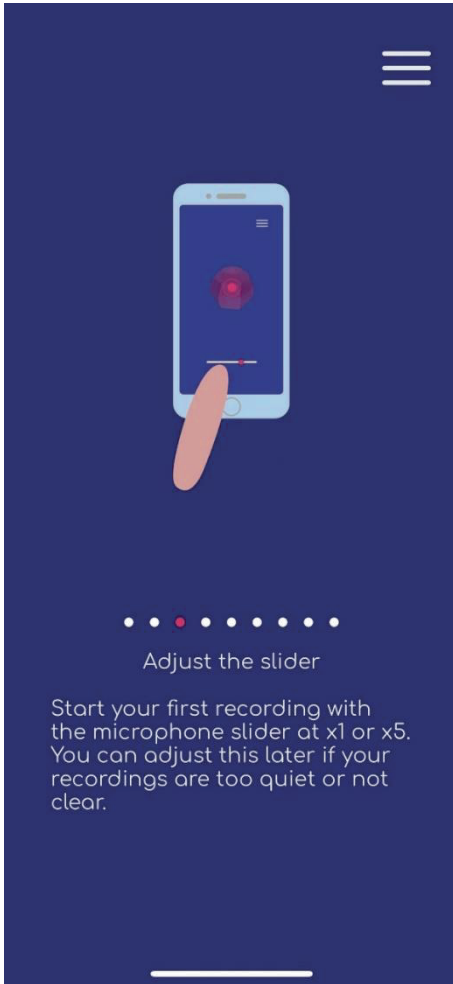 Adjust the slider
Start your first recording with
the microphone slider at x1 or x5.
You can adjust this later if your
recordings are too quiet or not
clear.